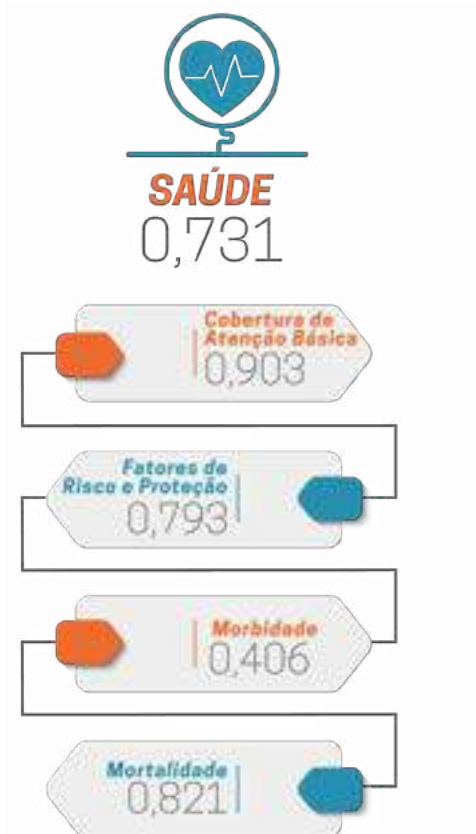 SAÚDE
0,731
Cobertura de
Atenção Básica
0,903
Fatores de
Risco e Proteção
0,793
Morbidade
0,406
Mortalidade
0,821